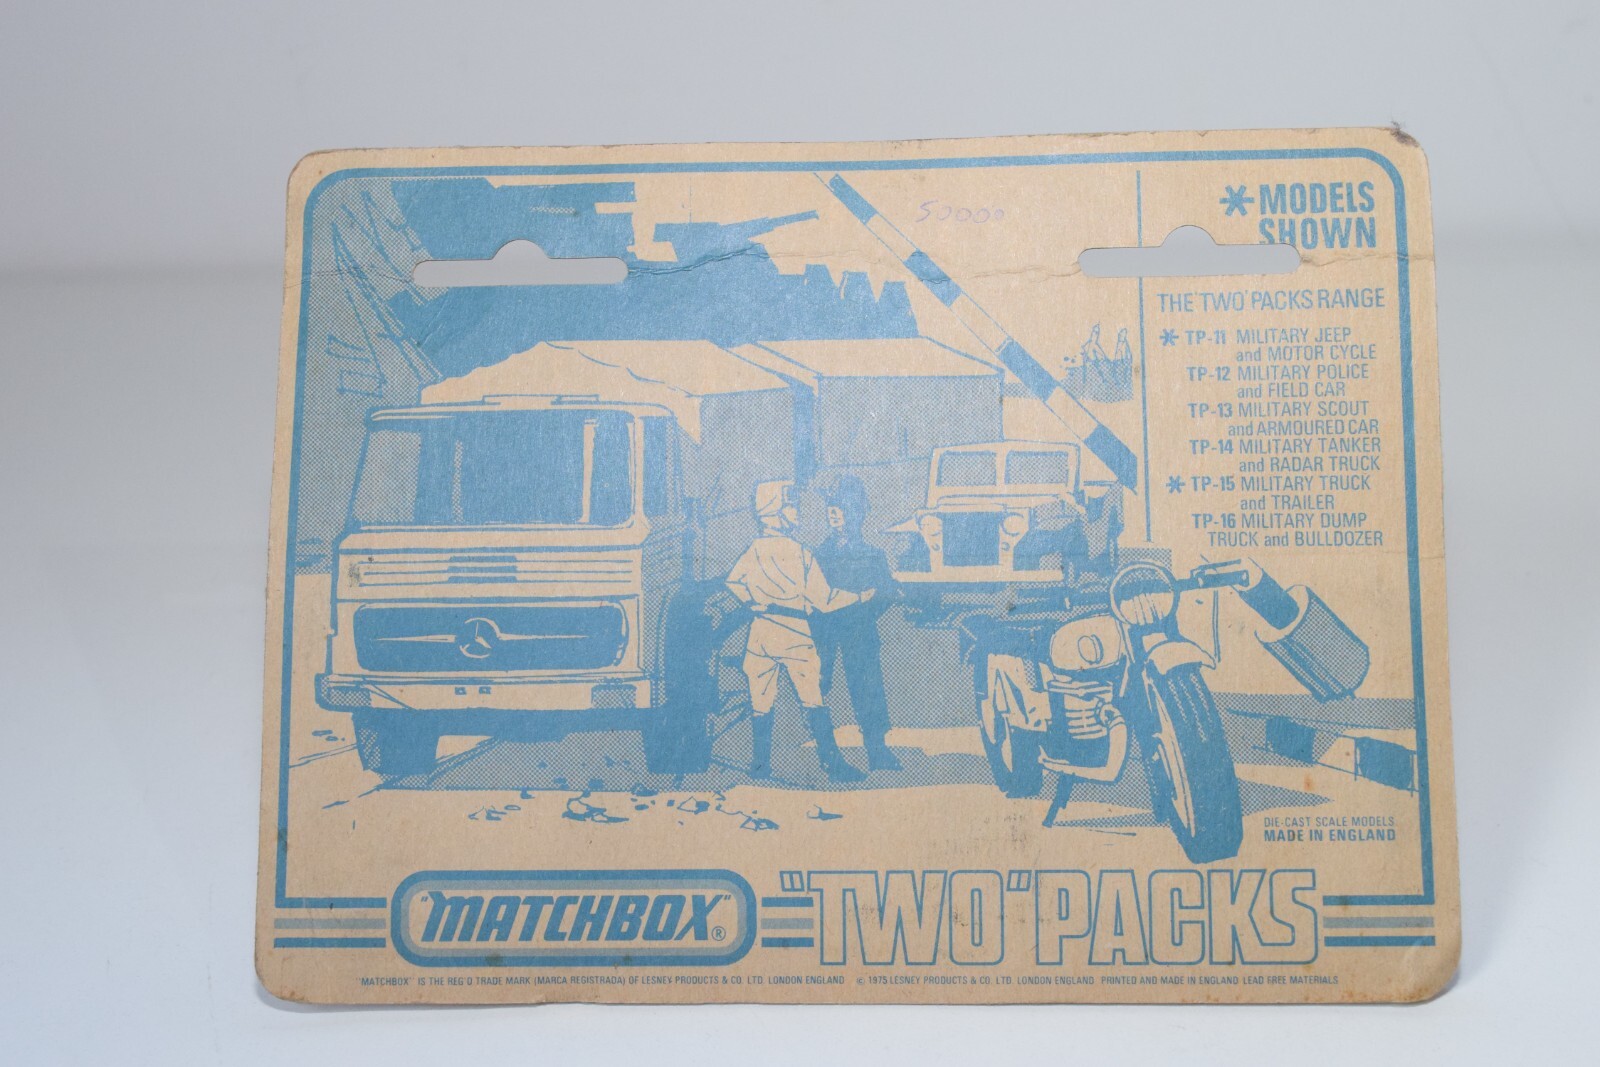 50000
* MODELS
SHOWN
THE 'TWO' PACKS RANGE
* TP-11 MILITARY JEEP
and MOTOR CYCLE
TP-12 MILITARY POLICE
and FIELD CAR
TP-13 MILITARY SCOUT
and ARMOURED CAR
TP-14 MILITARY TANKER
and RADAR TRUCK
* TP-15 MILITARY TRUCK
and TRAILER
TP-16 MILITARY DUMP
TRUCK and BULLDOZER
DIE-CAST SCALE MODELS
MADE IN ENGLAND
"MATCHBOX"® "TWO" PACKS
"MATCHBOX" IS THE REG'D TRADE MARK (MARCA REGISTRADA) OF LESNEY PRODUCTS & CO. LTD. LONDON ENGLAND © 1975 LESNEY PRODUCTS & CO. LTD. LONDON ENGLAND PRINTED AND MADE IN ENGLAND LEAD FREE MATERIALS